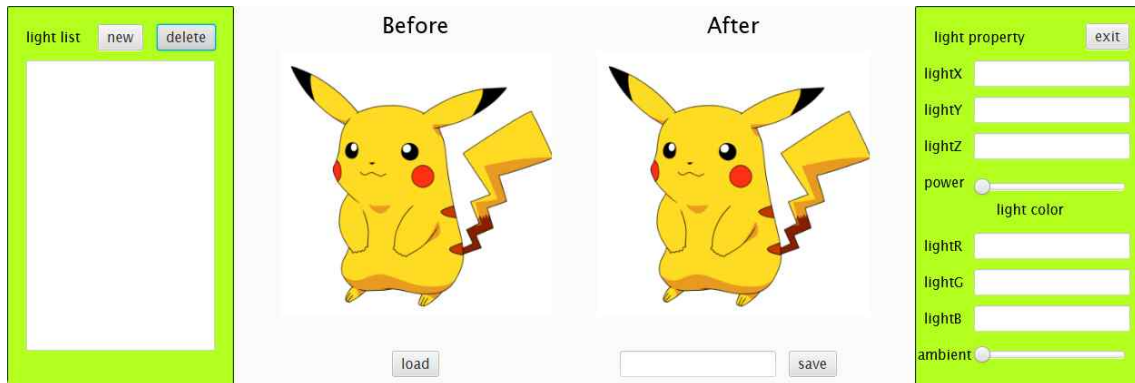 light list new delete
Before
After
load
save
light property exit
lightX
lightY
lightZ
power
light color
lightR
lightG
lightB
ambient